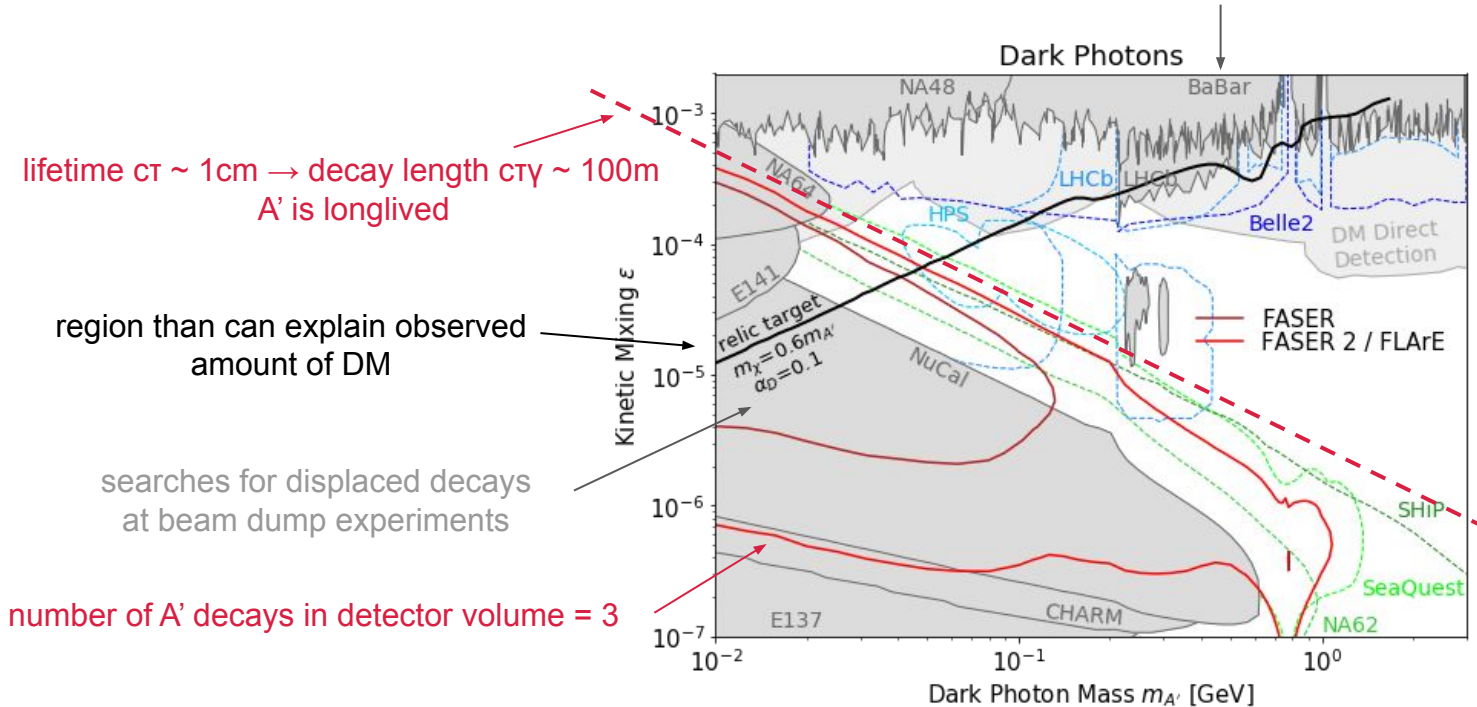 Dark Photons
NA48
BaBar
10⁻³
lifetime cτ ~ 1cm → decay length cτγ ~ 100m
A' is longlived
NA64
LHCb
LHCb
HPS
Belle2
10⁻⁴
DM Direct
Detection
E141
region than can explain observed
amount of DM
relic target
mχ=0.6mA'
αD=0.1
FASER
FASER 2 / FLArE
NuCal
10⁻⁵
Kinetic Mixing ε
searches for displaced decays
at beam dump experiments
10⁻⁶
SHiP
SeaQuest
number of A' decays in detector volume = 3
CHARM
E137
NA62
10⁻⁷
10⁻²
10⁻¹
10⁰
Dark Photon Mass mA' [GeV]